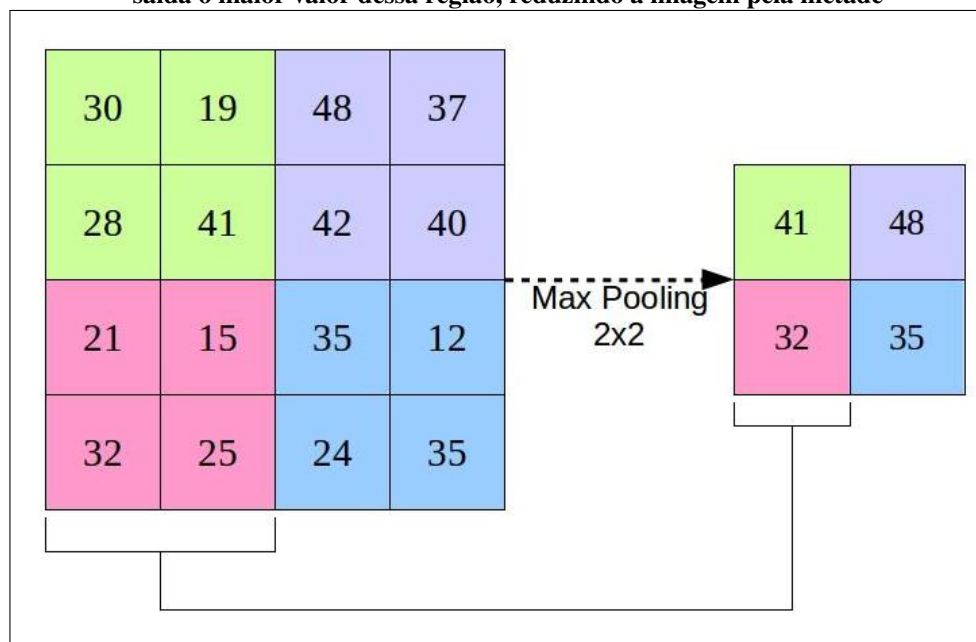 saída o maior valor dessa região, reduzindo a imagem pela metade
30 19 48 37
28 41 42 40
21 15 35 12
32 25 24 35
Max Pooling
2x2
41 48
32 35